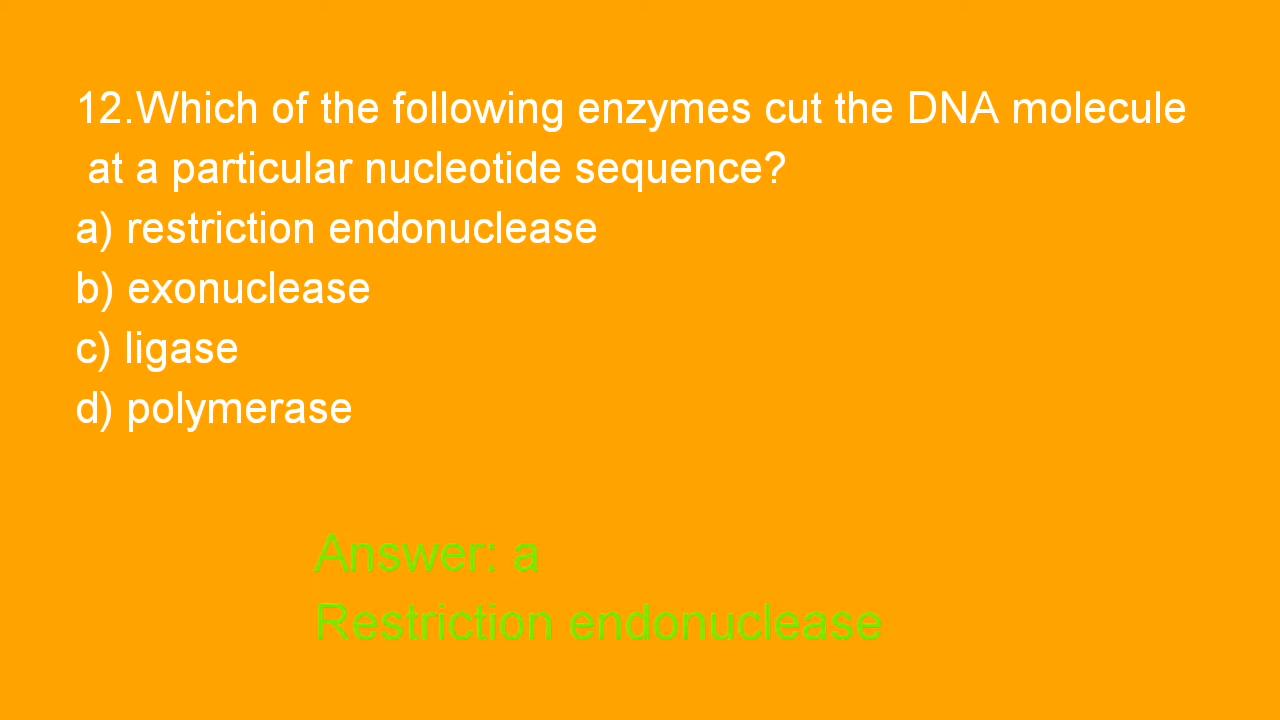 12.Which of the following enzymes cut the DNA molecule
at a particular nucleotide sequence?
a) restriction endonuclease
b) exonuclease
c) ligase
d) polymerase
Answer: a
Restriction endonuclease